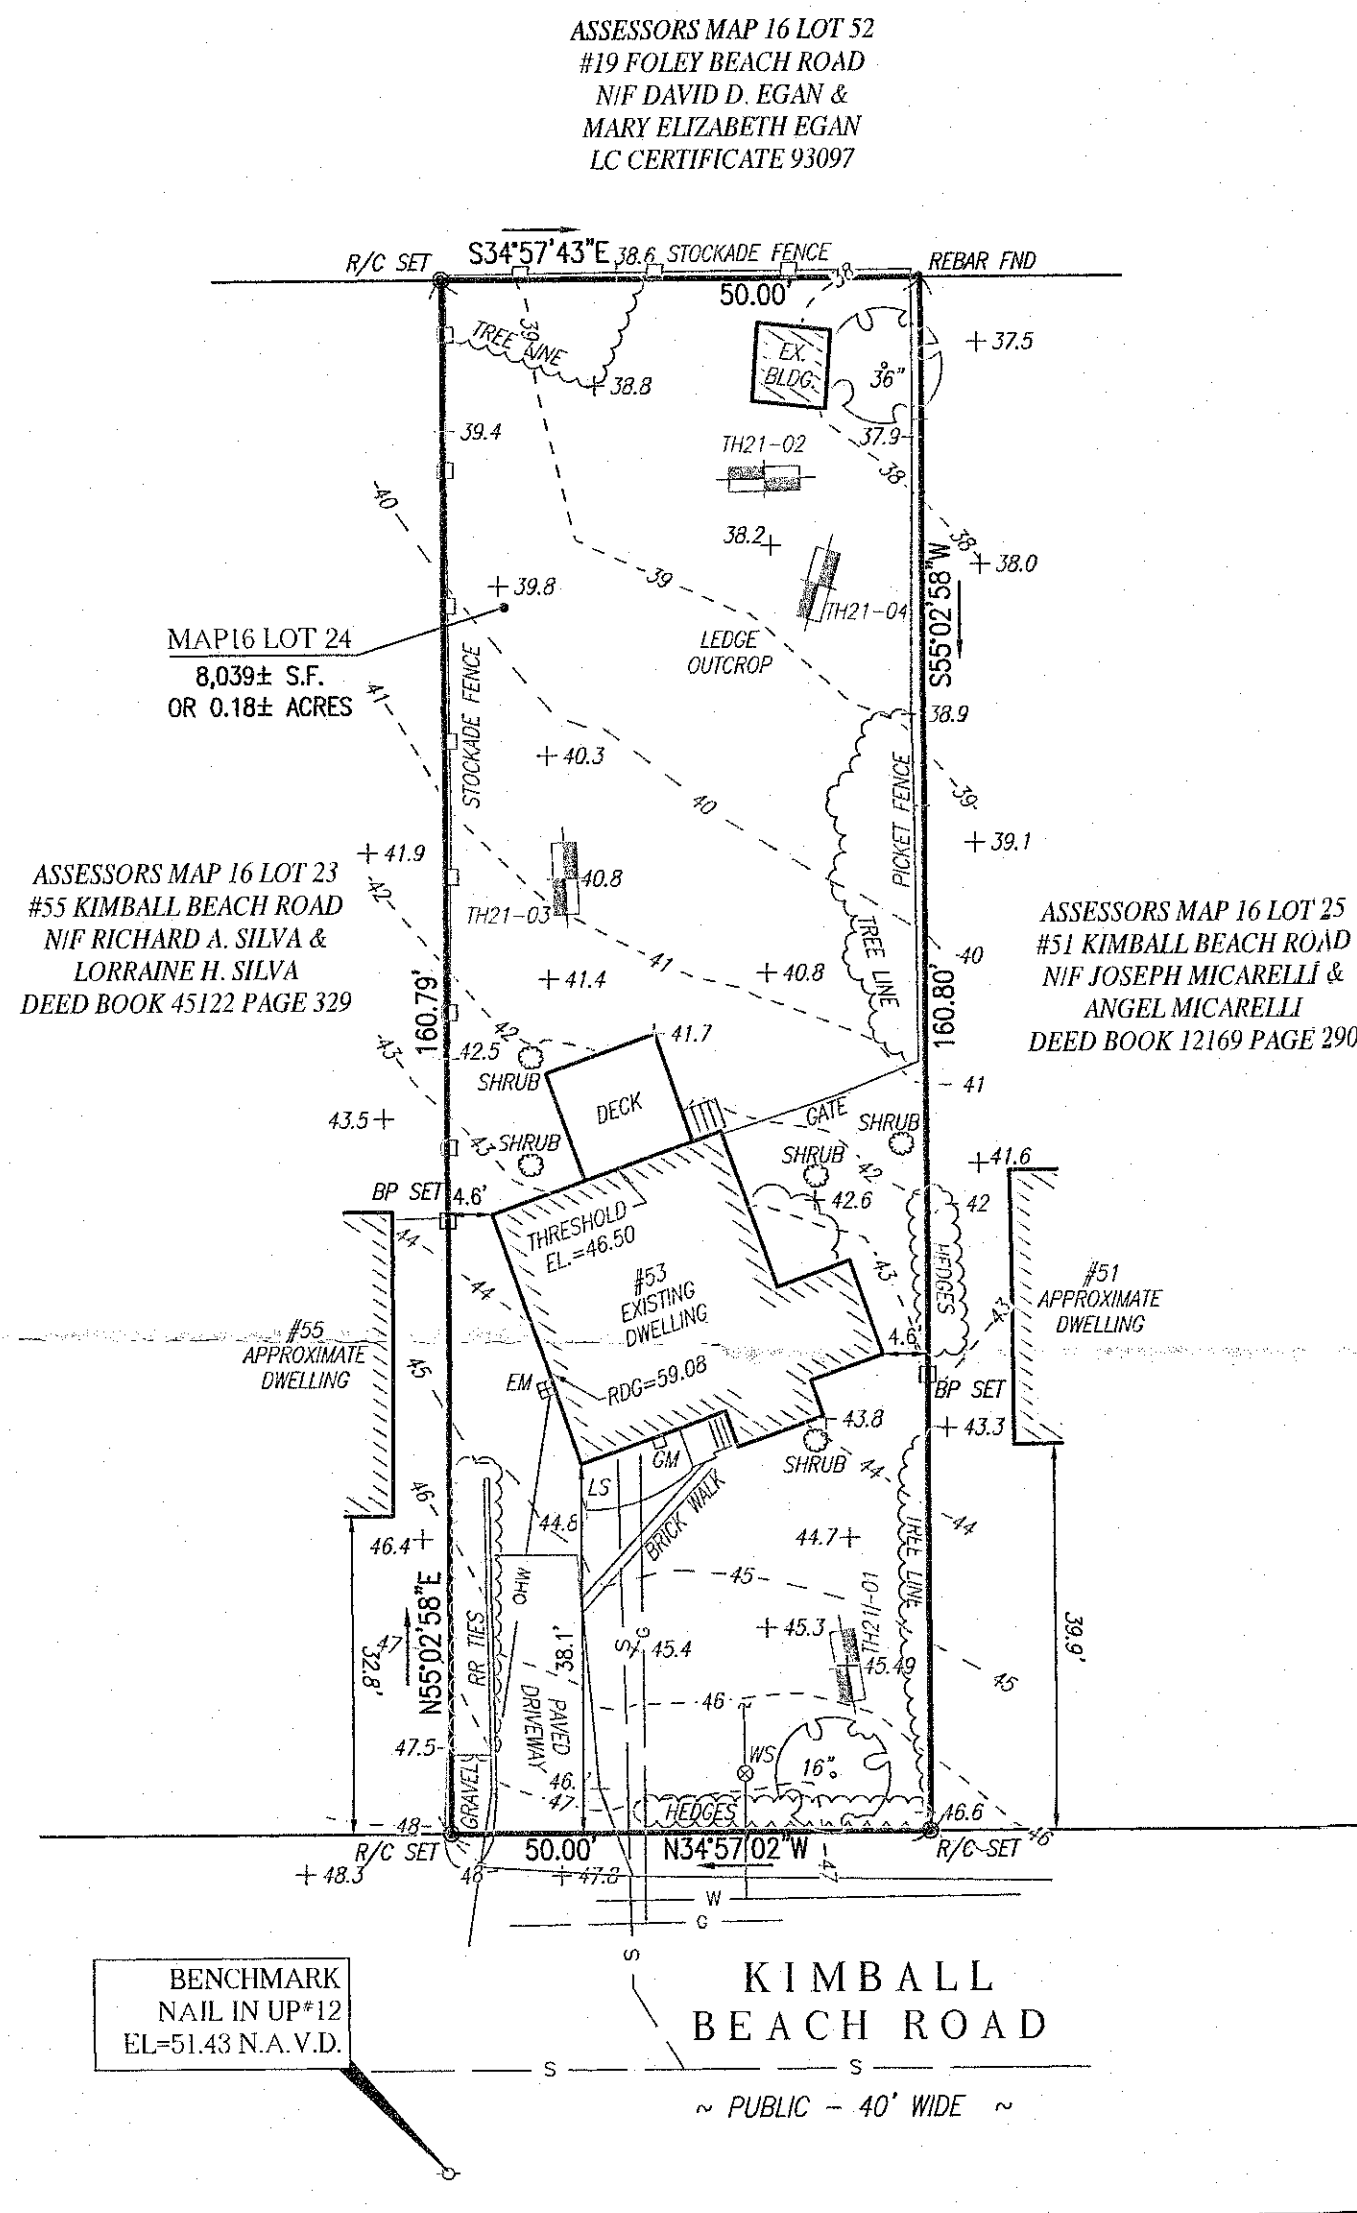 ASSESSORS MAP 16 LOT 52
#19 FOLEY BEACH ROAD
N/F DAVID D. EGAN &
MARY ELIZABETH EGAN
LC CERTIFICATE 93097
R/C SET
S34°57'43"E
38.6
STOCKADE FENCE
50.00'
38
REBAR FND
TREE LINE
39
38.8
EX.
BLDG.
36"
37.5
39.4
37.9
38
TH21-02
40
38.2
38
38.0
39
39.8
TH21-04
S55°02'58"W
MAP16 LOT 24
8,039± S.F.
OR 0.18± ACRES
LEDGE
OUTCROP
41
STOCKADE FENCE
38.9
40.3
40
PICKET FENCE
39
39.1
41.9
42
40.8
TH21-03
ASSESSORS MAP 16 LOT 23
#55 KIMBALL BEACH ROAD
N/F RICHARD A. SILVA &
LORRAINE H. SILVA
DEED BOOK 45122 PAGE 329
ASSESSORS MAP 16 LOT 25
#51 KIMBALL BEACH ROAD
N/F JOSEPH MICARELLI &
ANGEL MICARELLI
DEED BOOK 12169 PAGE 290
TREE LINE
40
41
40.8
41.4
160.79'
160.80'
43
42
42.5
41.7
SHRUB
41
DECK
43.5
GATE
SHRUB
43
SHRUB
SHRUB
42
41.6
BP SET
4.6'
42.6
42
44
THRESHOLD
EL.=46.50
43
HEDGES
44
#53
EXISTING
DWELLING
43
#51
APPROXIMATE
DWELLING
#55
APPROXIMATE
DWELLING
4.6'
45
EM
RDG=59.08
BP SET
43.8
43.3
GM
SHRUB
44
LS
46
BRICK WALK
44.8
44.7
44
46.4
TREE LINE
45
OHW
TH21-01
N55°02'58"E
RR TIES
45.3
39.9'
32.8'
47
38.1'
S
G
45.4
45.49
45
PAVED
DRIVEWAY
46
47.5
WS
16"
46.
GRAVEL
47
HEDGES
46.6
48
R/C SET
50.00'
N34°57'02"W
R/C SET
46
48.3
48
47.8
47
W
G
S
BENCHMARK
NAIL IN UP#12
EL=51.43 N.A.V.D.
KIMBALL
BEACH ROAD
S
S
~ PUBLIC - 40' WIDE ~